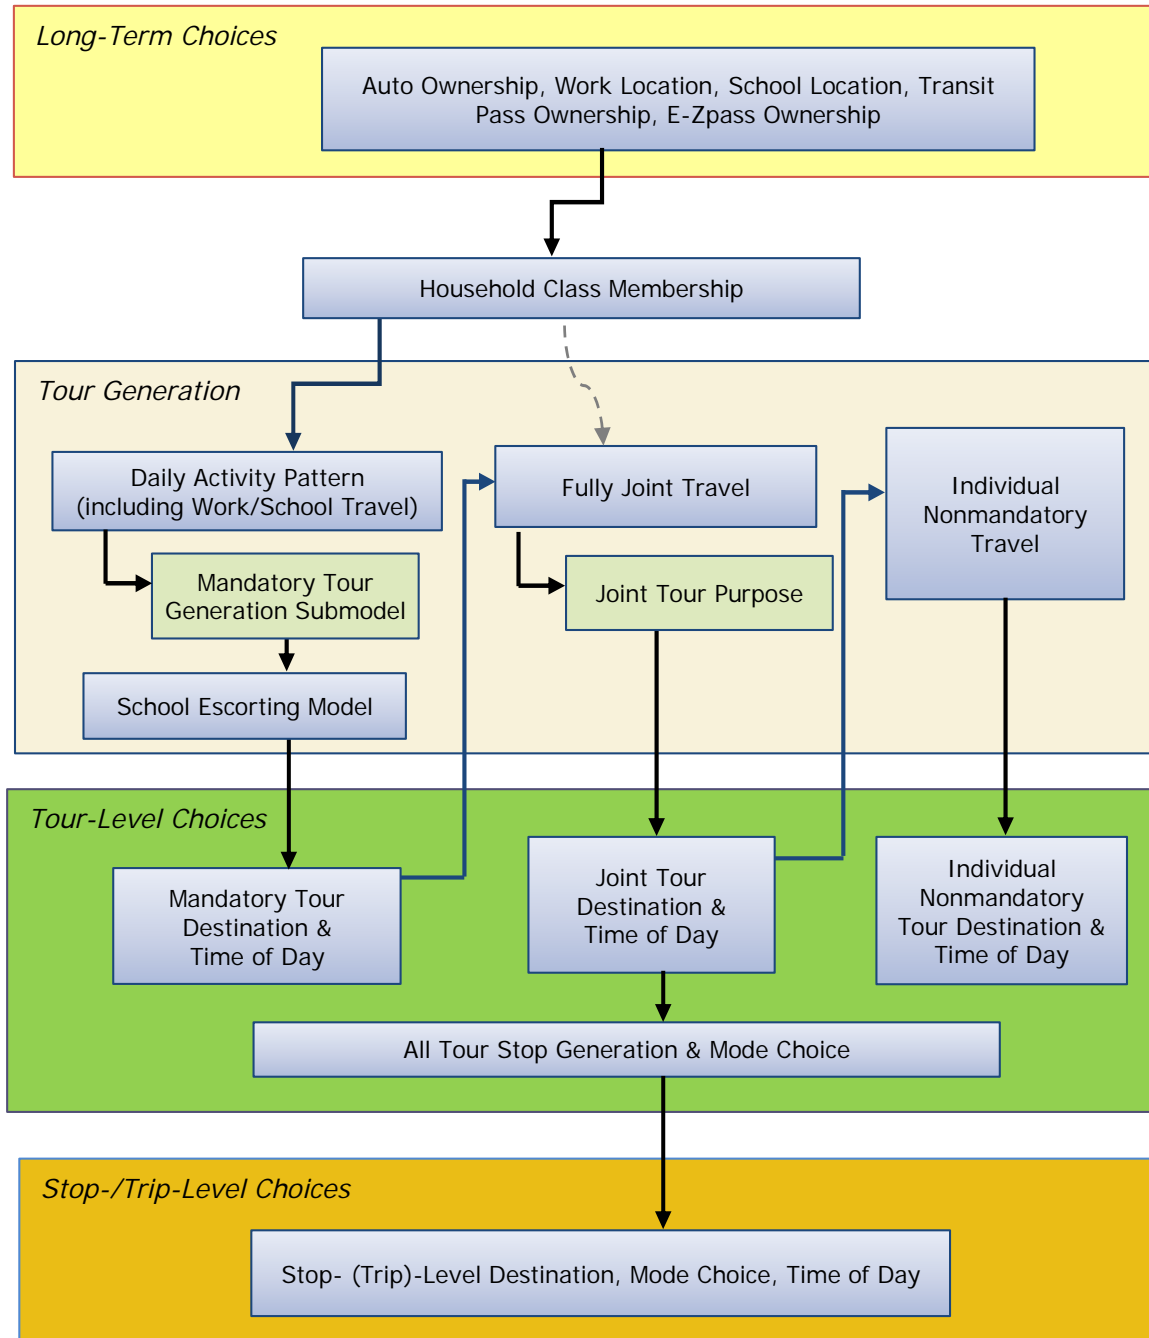 Long-Term Choices
Auto Ownership, Work Location, School Location, Transit
Pass Ownership, E-Zpass Ownership
Household Class Membership
Tour Generation
Daily Activity Pattern
(including Work/School Travel)
Fully Joint Travel
Individual
Nonmandatory
Travel
Mandatory Tour
Generation Submodel
Joint Tour Purpose
School Escorting Model
Tour-Level Choices
Mandatory Tour
Destination &
Time of Day
Joint Tour
Destination &
Time of Day
Individual
Nonmandatory
Tour Destination &
Time of Day
All Tour Stop Generation & Mode Choice
Stop-/Trip-Level Choices
Stop- (Trip)-Level Destination, Mode Choice, Time of Day